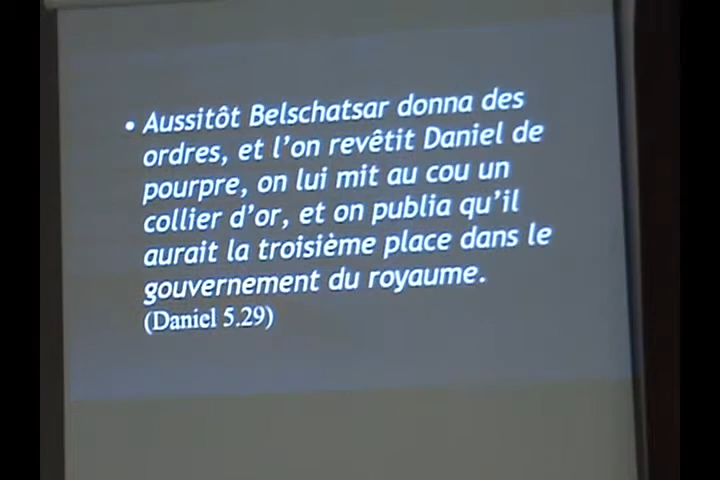 • Aussitôt Belschatsar donna des
ordres, et l'on revêtit Daniel de
pourpre, on lui mit au cou un
collier d'or, et on publia qu'il
aurait la troisième place dans le
gouvernement du royaume.
(Daniel 5.29)